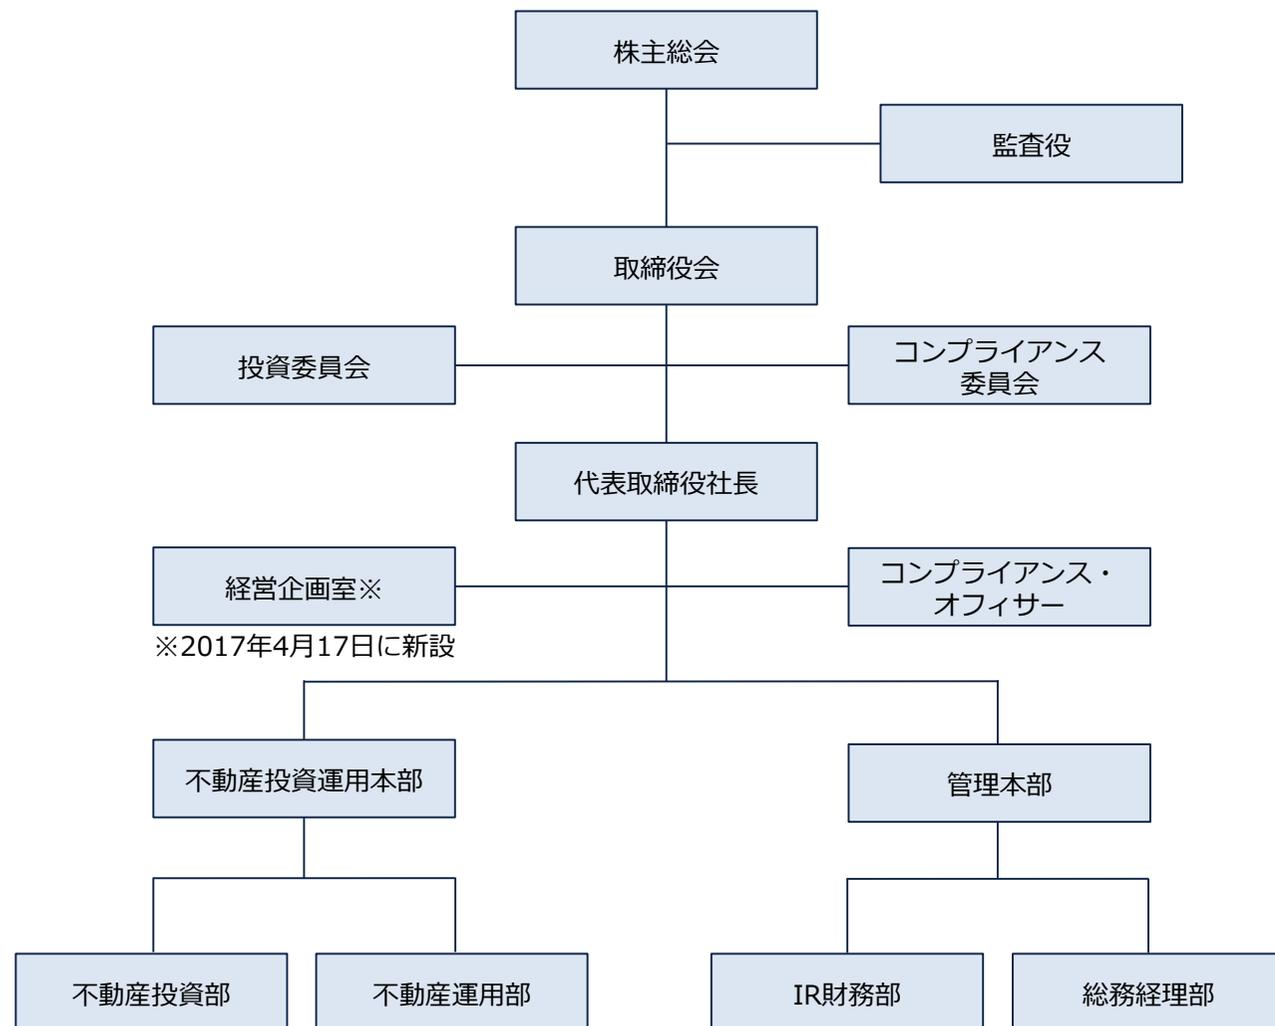 株主総会
監査役
取締役会
投資委員会
コンプライアンス
委員会
代表取締役社長
経営企画室※
※2017年4月17日に新設
コンプライアンス・
オフィサー
不動産投資運用本部
管理本部
不動産投資部
不動産運用部
IR財務部
総務経理部